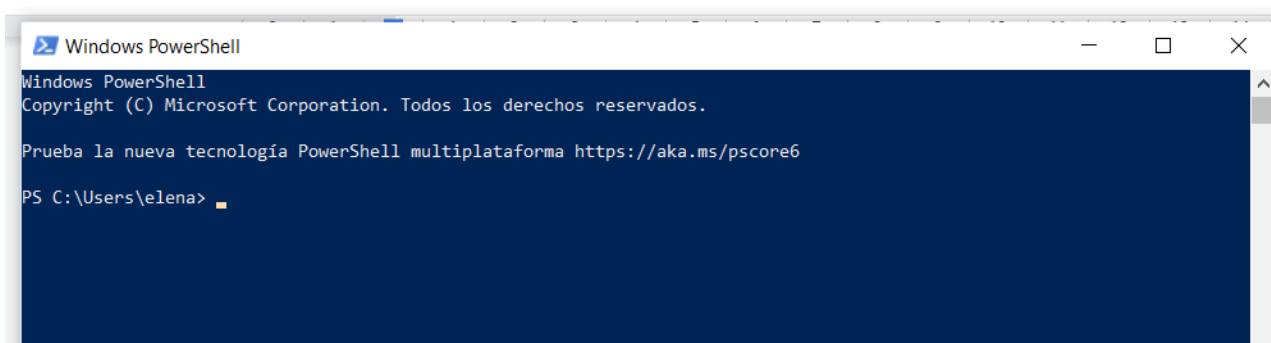 Windows PowerShell
Windows PowerShell
Copyright (C) Microsoft Corporation. Todos los derechos reservados.
Prueba la nueva tecnología PowerShell multiplataforma https://aka.ms/pscore6
PS C:\Users\elena>